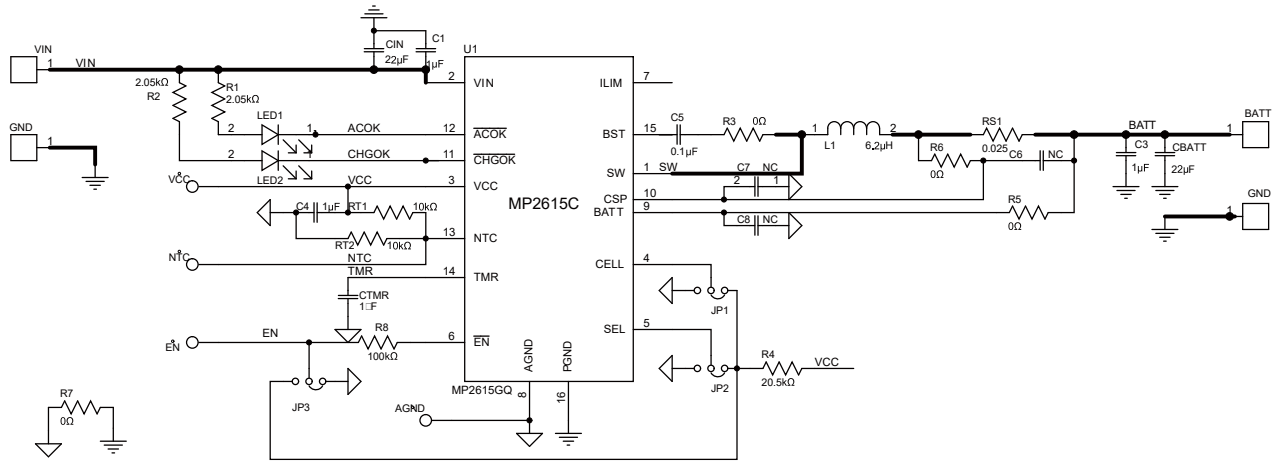 CIN
22µF
C1
1µF
U1
VIN
1
VIN
2
VIN
ILIM
7
2.05kΩ
R2
R1
2.05kΩ
LED1
2
1
ACOK
12
ACOK
BST
15
C5
0.1µF
R3
0Ω
1
L1
6.2µH
2
RS1
0.025
BATT
BATT
1
GND
1
2
1
CHGOK
11
CHGOK
LED2
SW
1
SW
C7
NC
2
1
R6
0Ω
C6
NC
C3
1µF
CBATT
22µF
VCC
VCC
3
VCC
MP2615C
CSP
10
BATT
9
R5
0Ω
C4
1µF
RT1
10kΩ
C8
NC
GND
1
RT2
10kΩ
13
NTC
NTC
NTC
TMR
14
TMR
CELL
4
JP1
CTMR
1□F
EN
EN
R8
100kΩ
6
EN
SEL
5
JP2
R4
20.5kΩ
VCC
AGND
PGND
MP2615GQ
8
16
JP3
R7
0Ω
AGND